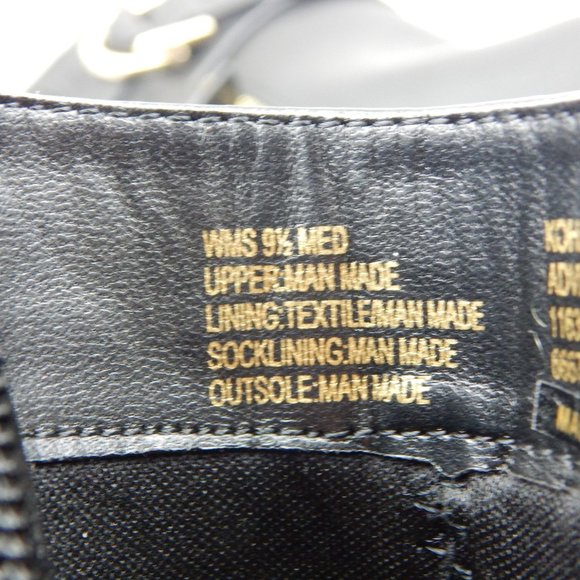 WMS 9½ MED
UPPER:MAN MADE
LINING:TEXTILE/MAN MADE
SOCKLINING:MAN MADE
OUTSOLE:MAN MADE